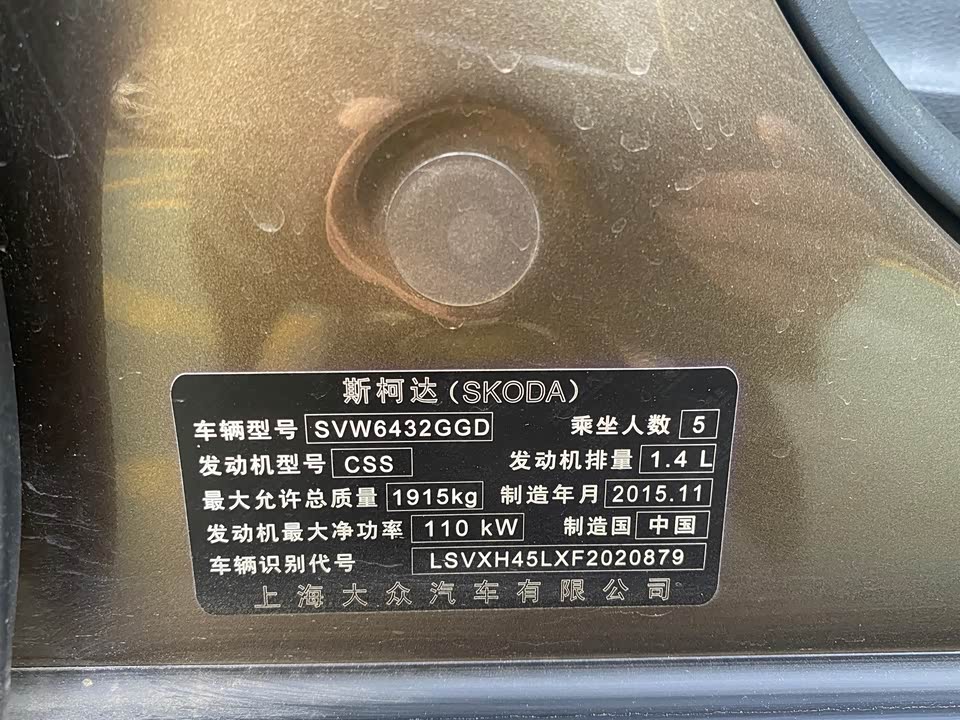 斯柯达(SKODA)
车辆型号 SVW6432GGD 乘坐人数 5
发动机型号 CSS 发动机排量 1.4 L
最大允许总质量 1915kg 制造年月 2015.11
发动机最大净功率 110 kW 制造国 中国
车辆识别代号 LSVXH45LXF2020879
上海大众汽车有限公司